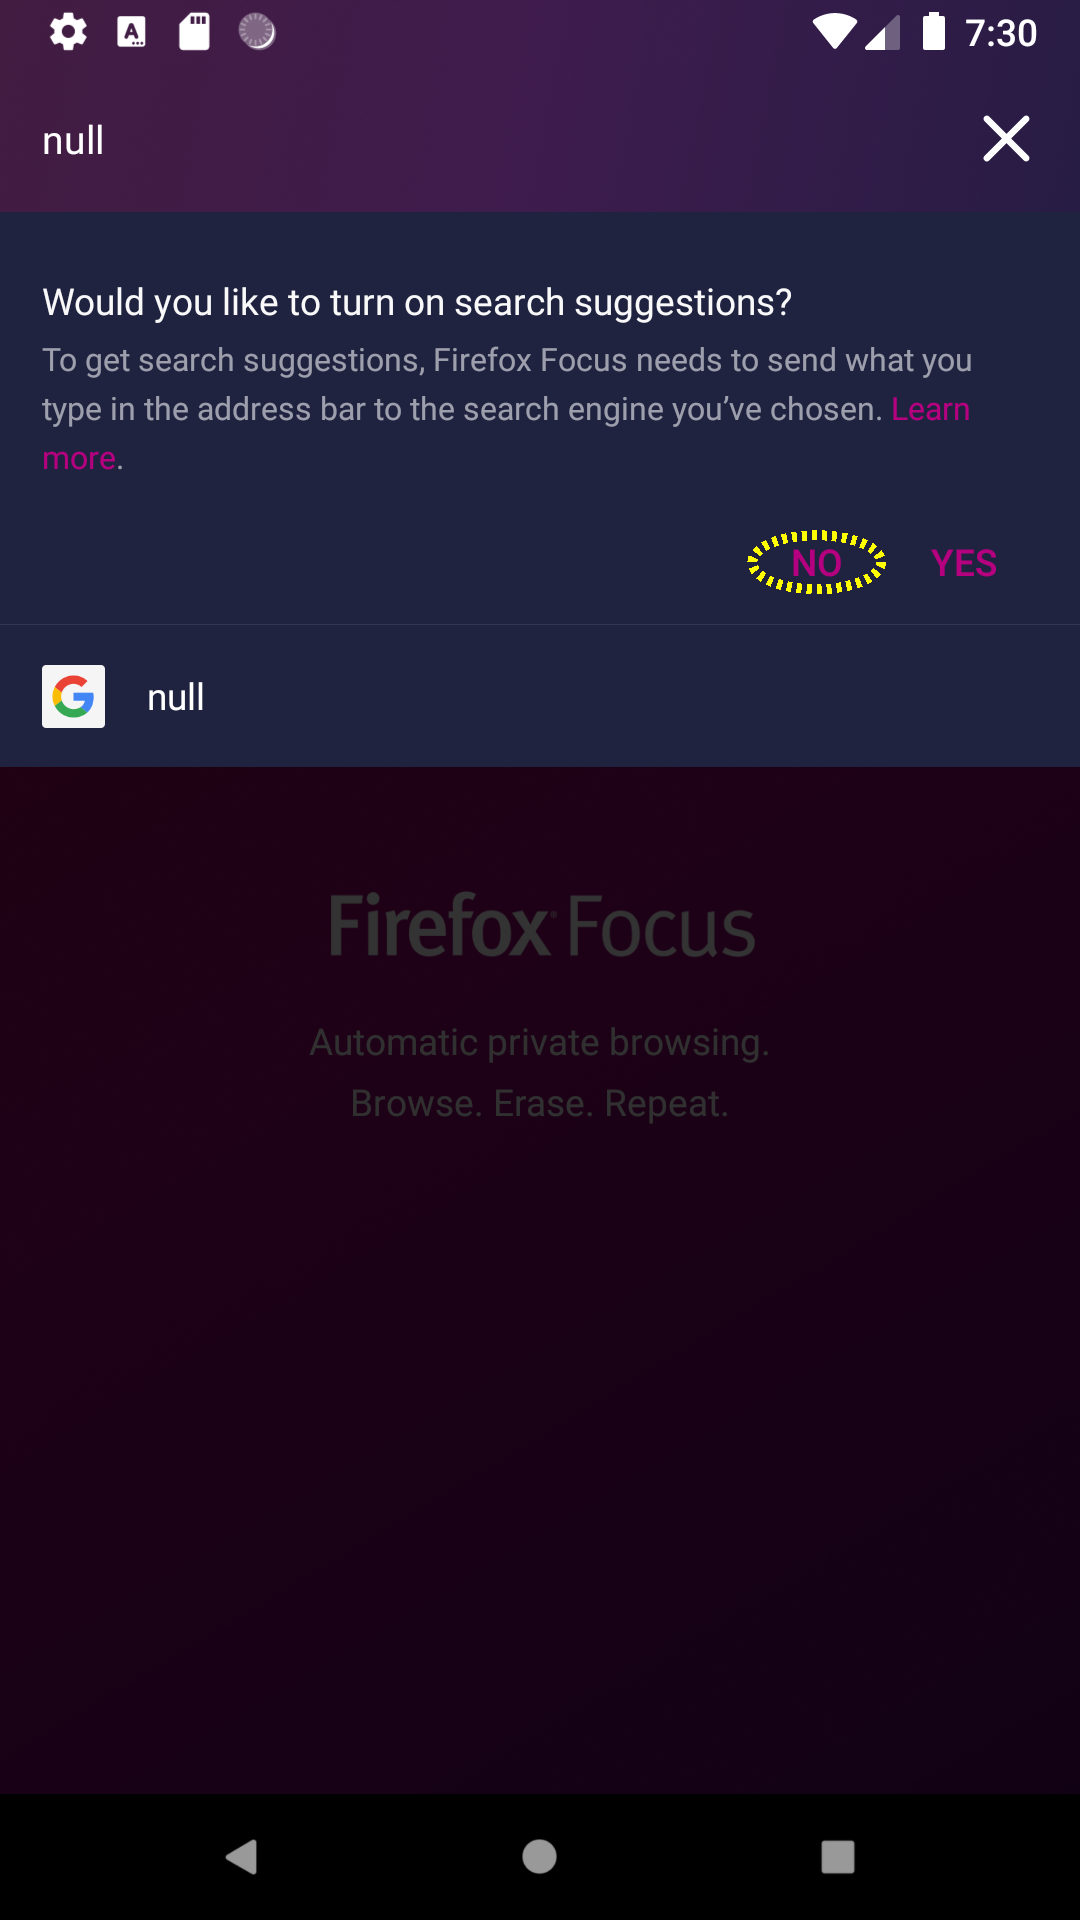 7:30
null
Would you like to turn on search suggestions?
To get search suggestions, Firefox Focus needs to send what you
type in the address bar to the search engine you’ve chosen. Learn
more.
NO YES
null
Firefox Focus
Automatic private browsing.
Browse. Erase. Repeat.